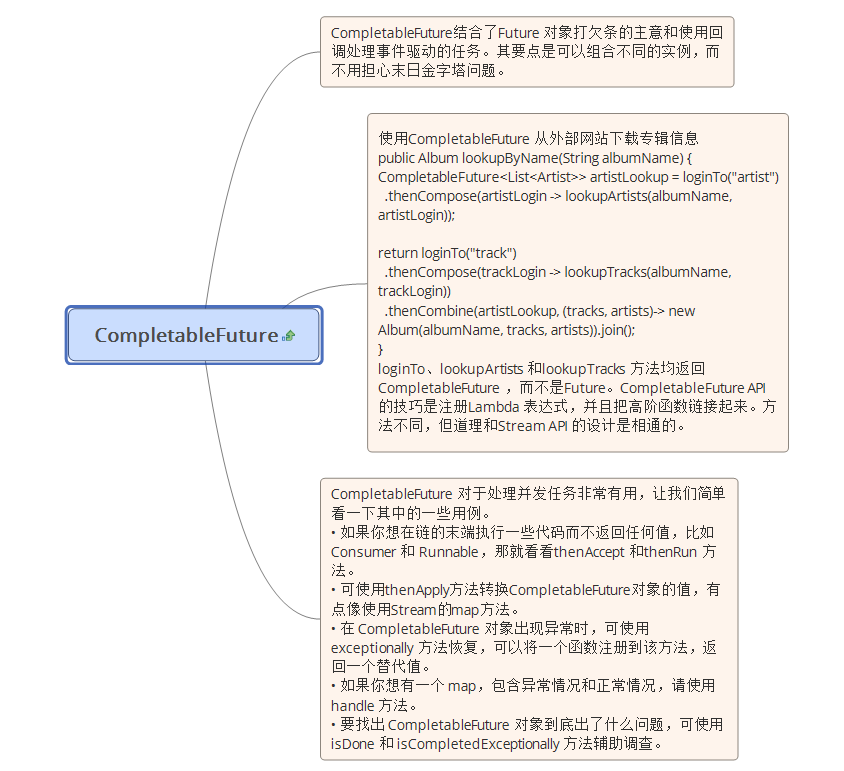 CompletableFuture结合了Future 对象打欠条的主意和使用回
调处理事件驱动的任务。其要点是可以组合不同的实例，而
不用担心末日金字塔问题。
使用CompletableFuture 从外部网站下载专辑信息
public Album lookupByName(String albumName) {
CompletableFuture<List<Artist>> artistLookup = loginTo("artist")
.thenCompose(artistLogin -> lookupArtists(albumName,
artistLogin));
return loginTo("track")
.thenCompose(trackLogin -> lookupTracks(albumName,
trackLogin))
.thenCombine(artistLookup, (tracks, artists)-> new
Album(albumName, tracks, artists)).join();
}
loginTo、lookupArtists 和lookupTracks 方法均返回
CompletableFuture ，而不是Future。CompletableFuture API
的技巧是注册Lambda 表达式，并且把高阶函数链接起来。方
法不同，但道理和Stream API 的设计是相通的。
CompletableFuture
CompletableFuture 对于处理并发任务非常有用，让我们简单
看一下其中的一些用例。
• 如果你想在链的末端执行一些代码而不返回任何值，比如
Consumer 和 Runnable，那就看看thenAccept 和thenRun 方
法。
• 可使用thenApply方法转换CompletableFuture对象的值，有
点像使用Stream的map方法。
• 在 CompletableFuture 对象出现异常时，可使用
exceptionally 方法恢复，可以将一个函数注册到该方法，返
回一个替代值。
• 如果你想有一个 map，包含异常情况和正常情况，请使用
handle 方法。
• 要找出 CompletableFuture 对象到底出了什么问题，可使用
isDone 和 isCompletedExceptionally 方法辅助调查。